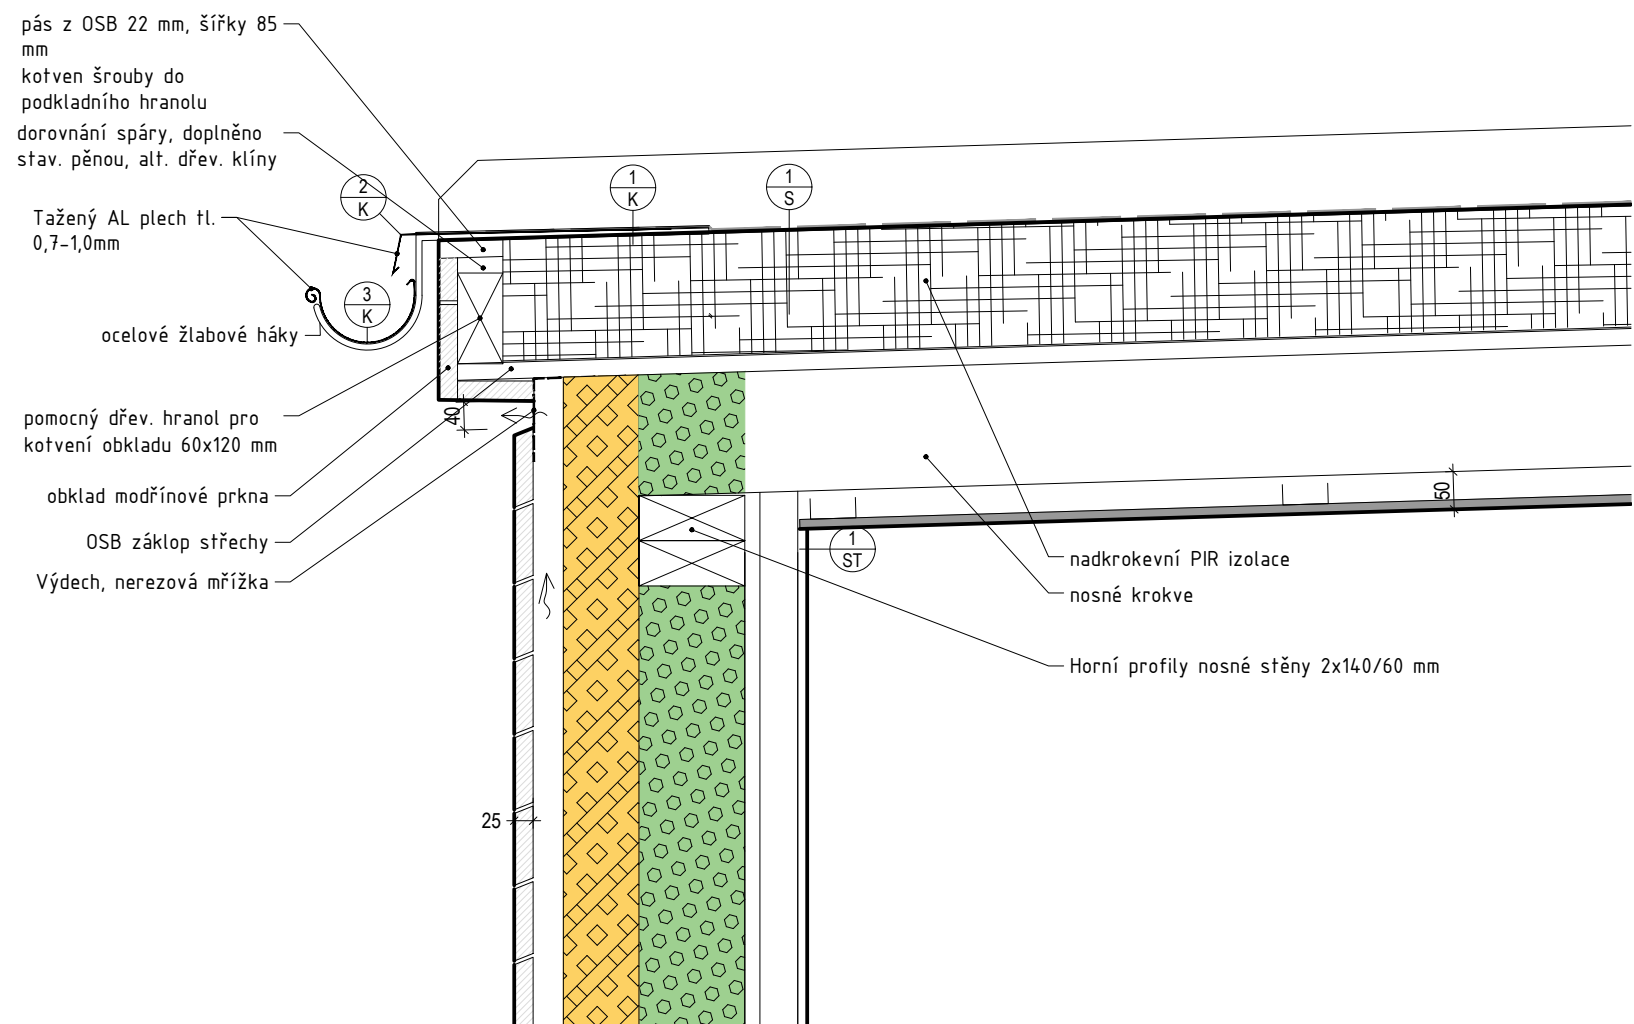 pás z OSB 22 mm, šířky 85
mm
kotven šrouby do
podkladního hranolu
dorovnání spáry, doplněno
stav. pěnou, alt. dřev. klíny
Tažený AL plech tl.
0,7-1,0mm
ocelové žlabové háky
pomocný dřev. hranol pro
kotvení obkladu 60x120 mm
obklad modřínové prkna
OSB záklop střechy
Výdech, nerezová mřížka
2
K
3
K
1
K
1
S
40
25
50
1
ST
nadkrokevní PIR izolace
nosné krokve
Horní profily nosné stěny 2x140/60 mm